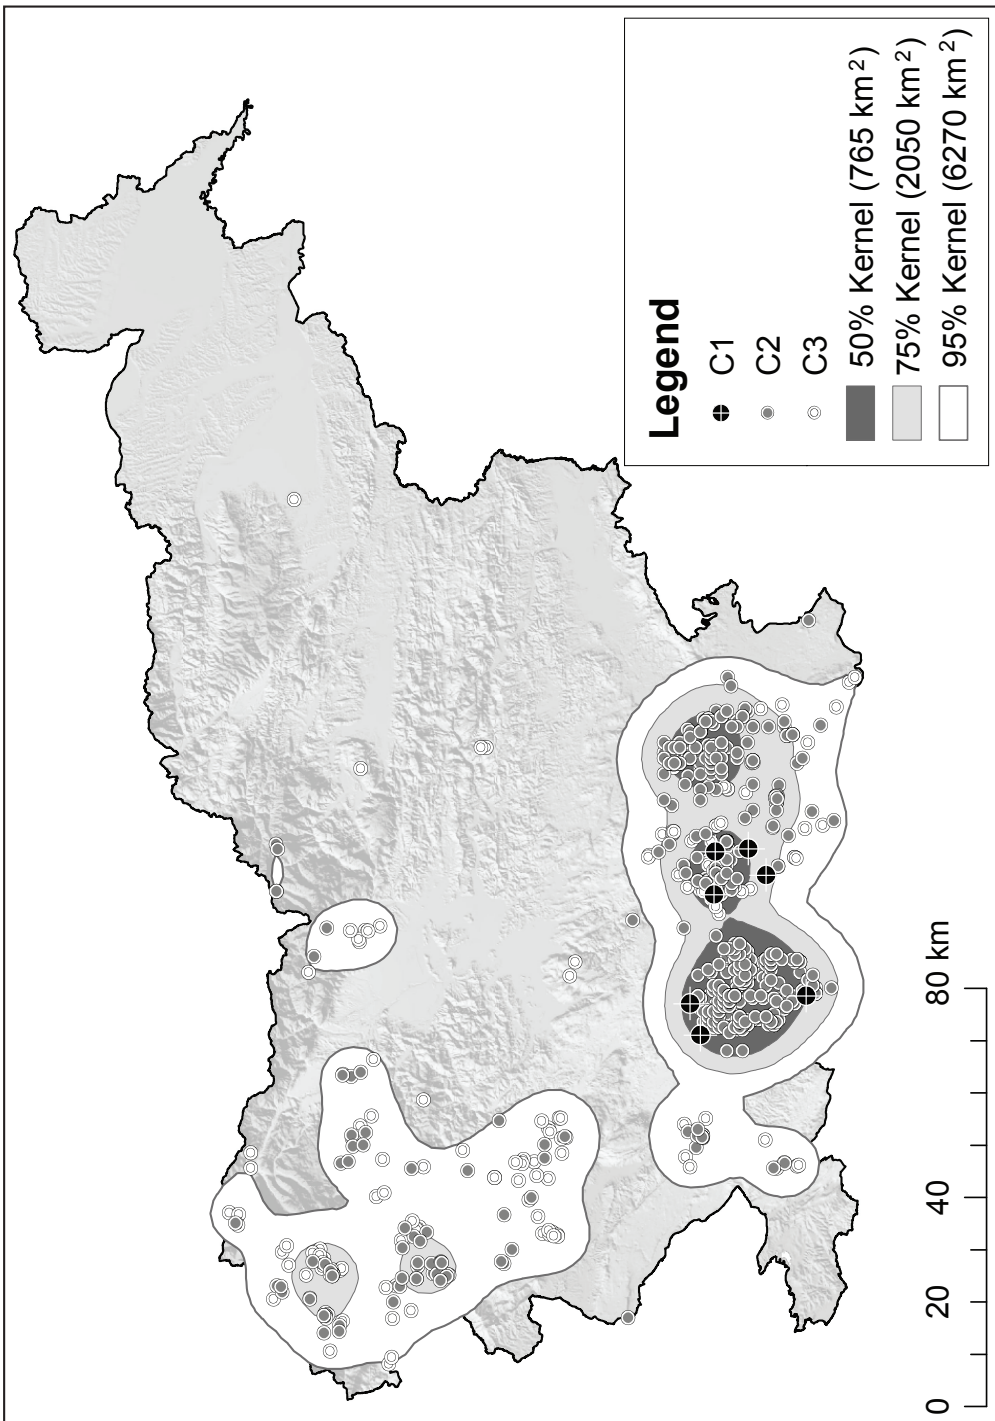 Legend
C1
C2
C3
50% Kernel (765 km²)
75% Kernel (2050 km²)
95% Kernel (6270 km²)
0 20 40 80 km